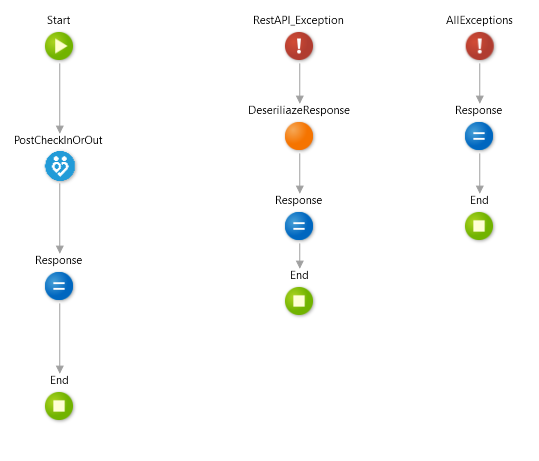 Start
PostCheckInOrOut
Response
End
RestAPI_Exception
DeseriliazeResponse
Response
End
AllExceptions
Response
End